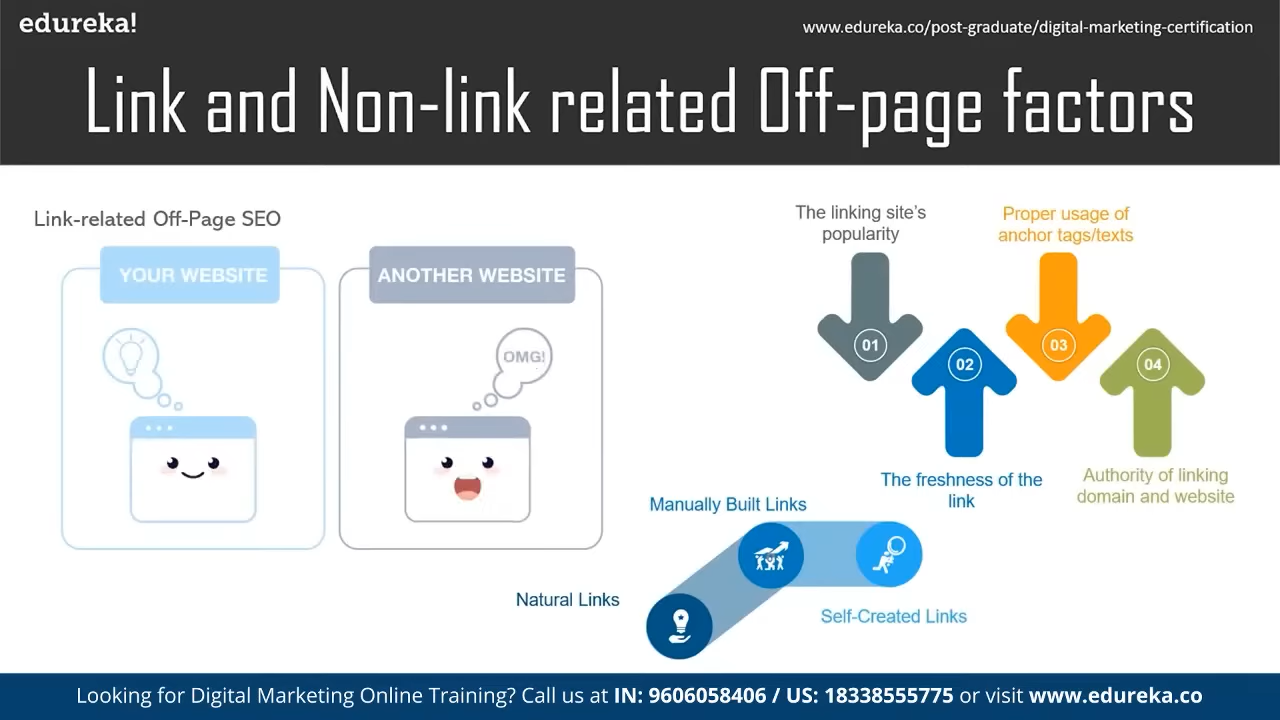 edureka!
www.edureka.co/post-graduate/digital-marketing-certification
Link and Non-link related Off-page factors
Link-related Off-Page SEO
YOUR WEBSITE
ANOTHER WEBSITE
OMG!
The linking site's
popularity
Proper usage of
anchor tags/texts
01
02
03
04
The freshness of the
link
Authority of linking
domain and website
Manually Built Links
Natural Links
Self-Created Links
Looking for Digital Marketing Online Training? Call us at IN: 9606058406 / US: 18338555775 or visit www.edureka.co